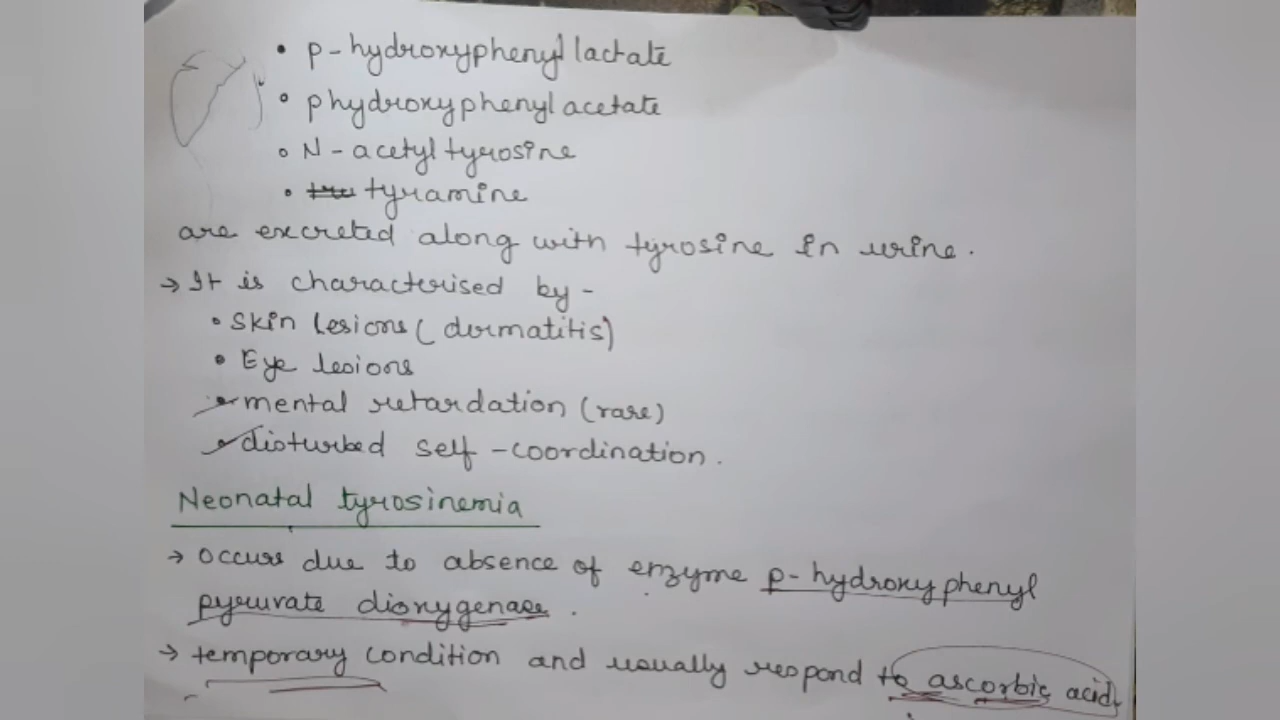 • p-hydroxyphenyl lactate
• phydroxyphenyl acetate
• N-acetyl tyrosine
• tyramine
are excreted along with tyrosine in urine.
→ It is characterised by -
• Skin lesions (dermatitis)
• Eye lesions
• mental retardation (rare)
• disturbed self-coordination.
Neonatal tyrosinemia
→ occurs due to absence of enzyme p-hydroxyphenyl
pyruvate dioxygenase.
→ temporary condition and usually respond to ascorbic acid,